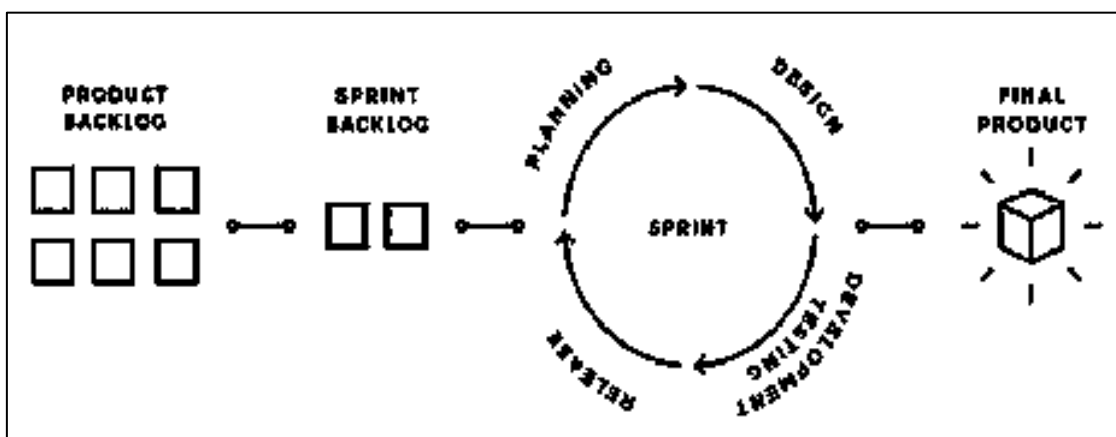 PRODUCT
BACKLOG
SPRINT
BACKLOG
PLANNING
DESIGN
SPRINT
DEVELOPMENT
TESTING
RELEASE
FINAL
PRODUCT